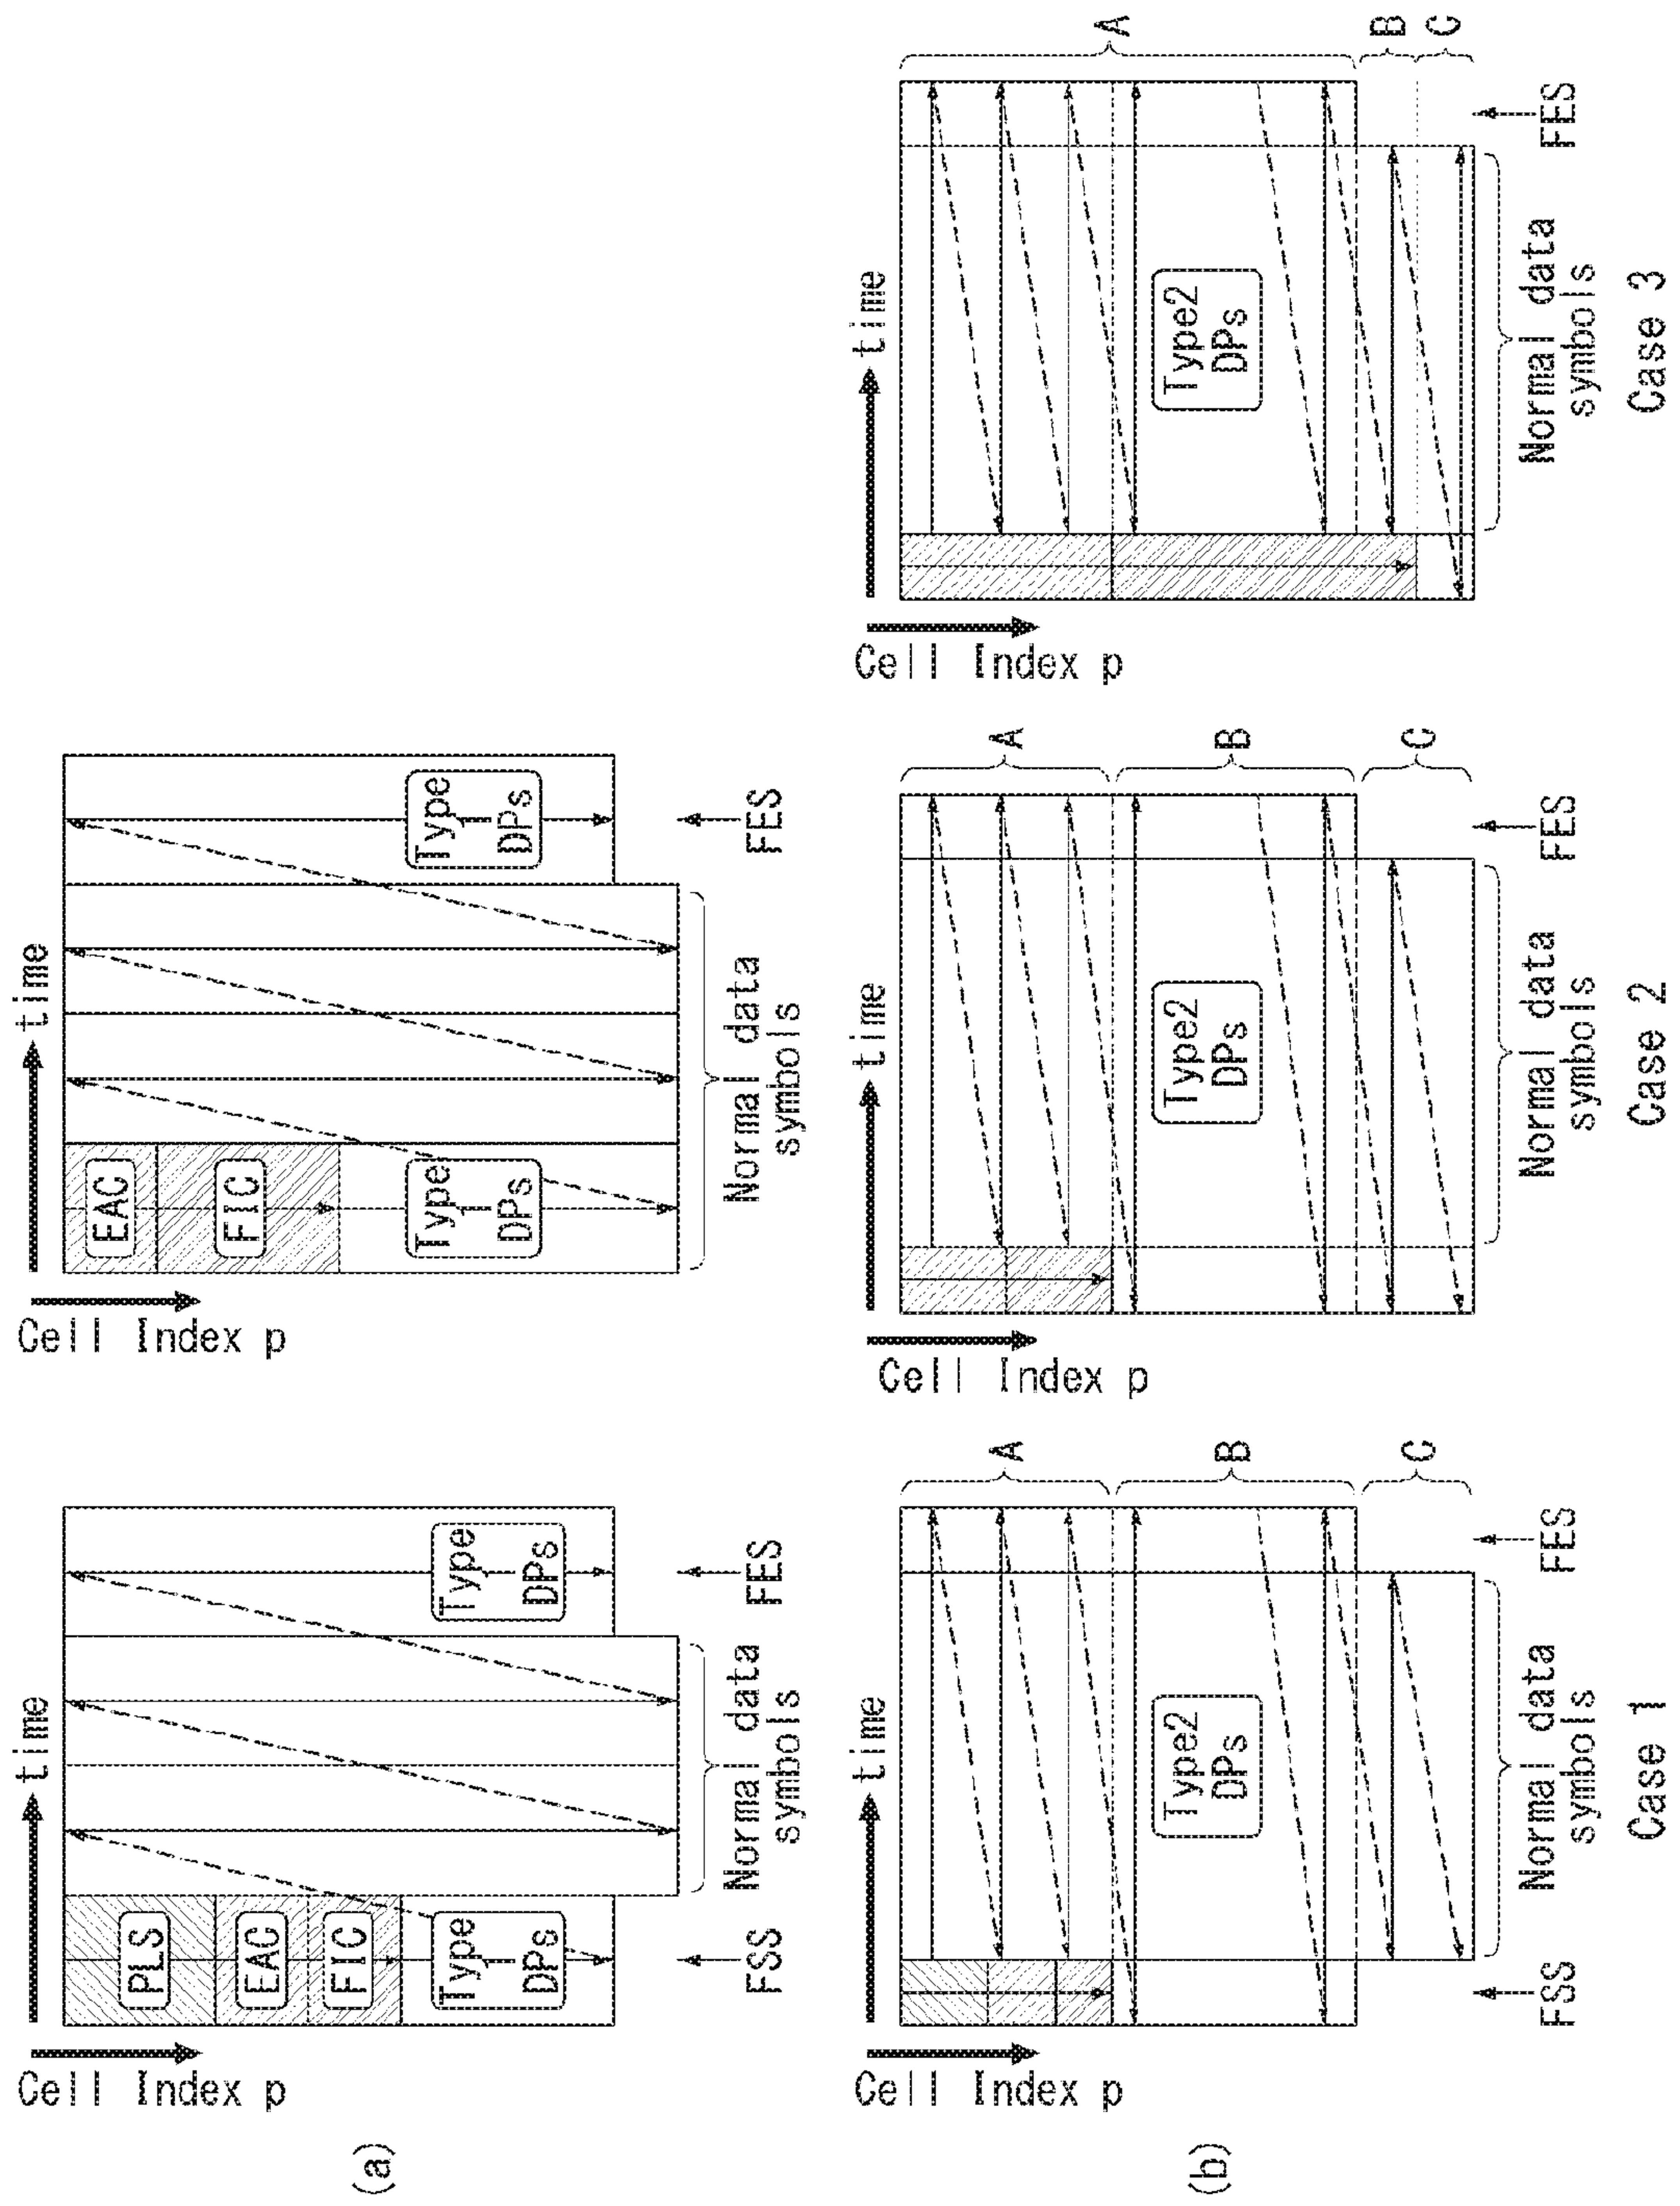 (a)
Cell Index p
time
PLS
EAC
FIC
Type
1
DPs
Type
1
DPs
FSS
Normal data
symbols
FES
Cell Index p
time
EAC
FIC
Type
1
DPs
Type
1
DPs
Normal data
symbols
FES
(b)
Cell Index p
time
Type2
DPs
A
B
C
FSS
Normal data
symbols
FES
Case 1
Cell Index p
time
Type2
DPs
A
B
C
Normal data
symbols
FES
Case 2
Cell Index p
time
Type2
DPs
A
B
C
Normal data
symbols
FES
Case 3